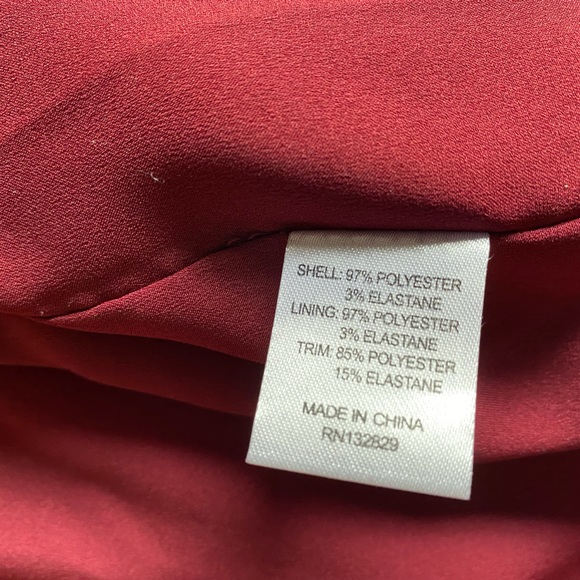 SHELL: 97% POLYESTER
3% ELASTANE
LINING: 97% POLYESTER
3% ELASTANE
TRIM: 85% POLYESTER
15% ELASTANE
MADE IN CHINA
RN132829